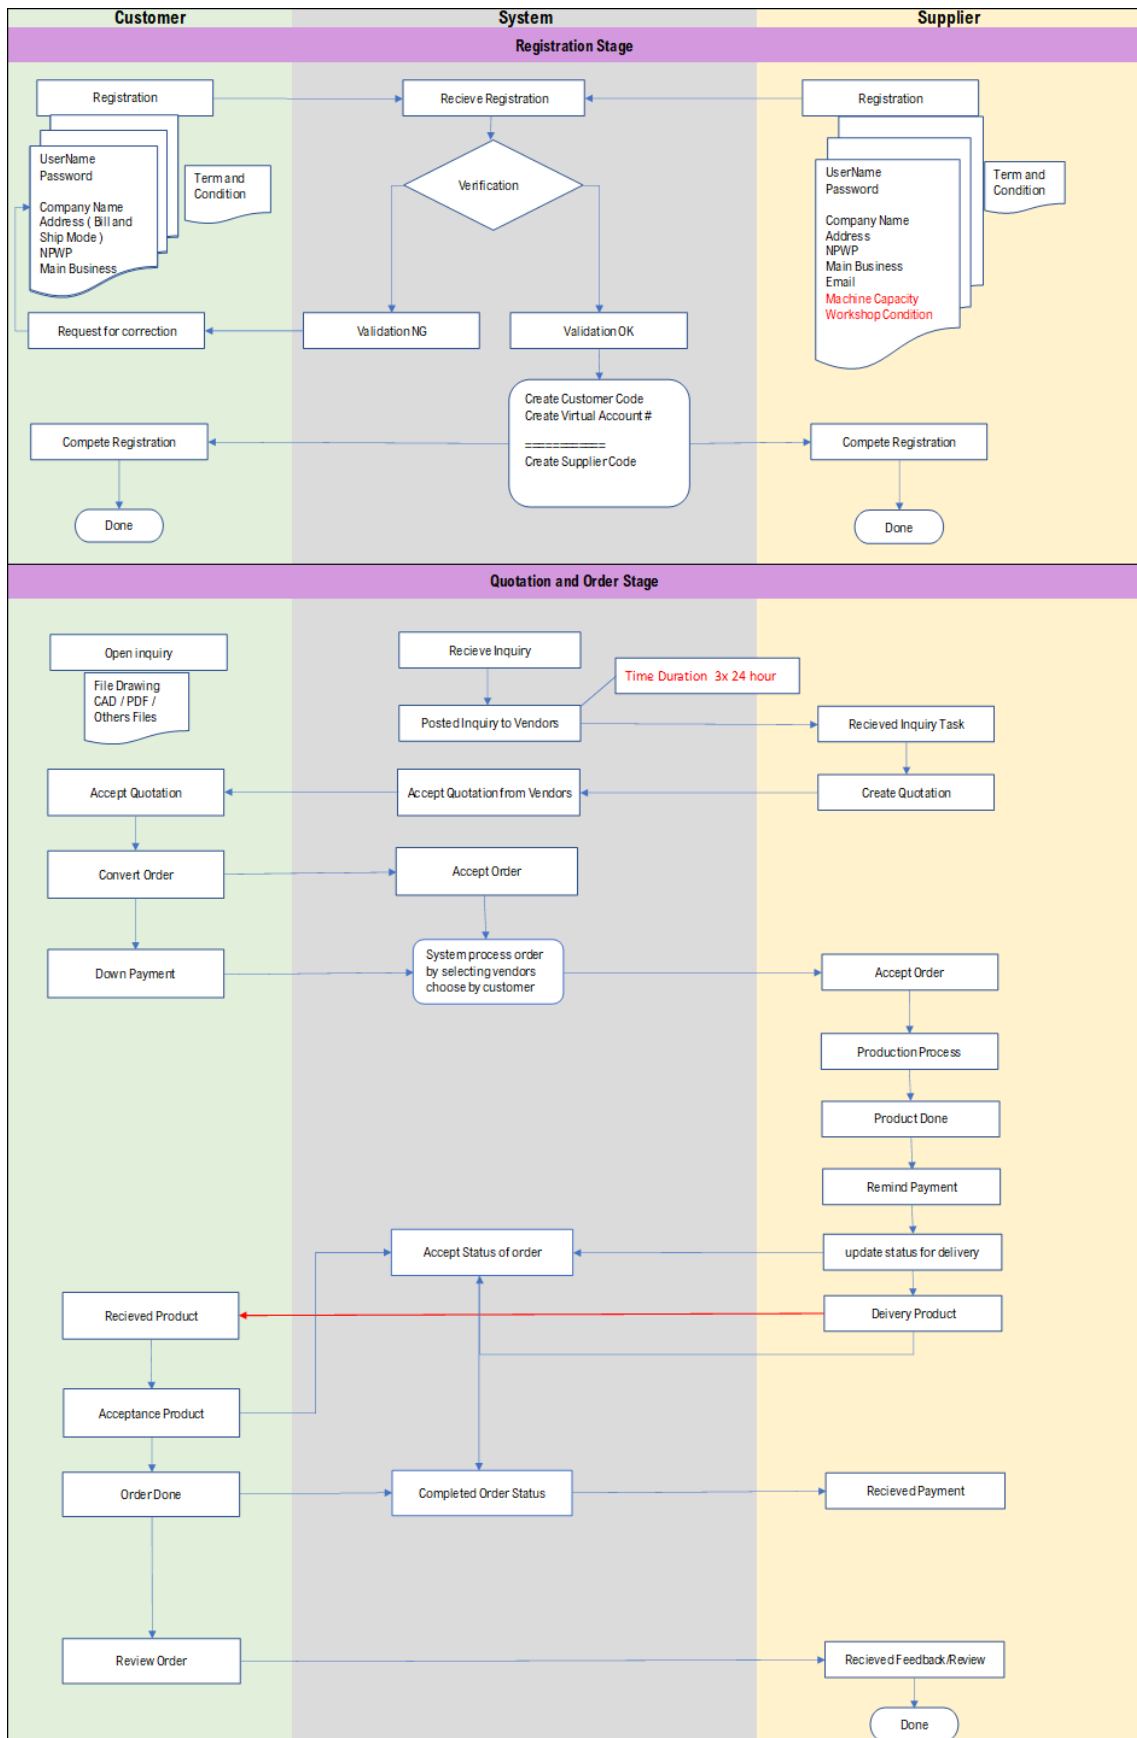 Customer
System
Supplier
Registration Stage
Registration
Recieve Registration
Registration
UserName
Password
Company Name
Address ( Bill and
Ship Mode )
NPWP
Main Business
Term and
Condition
Verification
UserName
Password
Company Name
Address
NPWP
Main Business
Email
Machine Capacity
Workshop Condition
Term and
Condition
Request for correction
Validation NG
Validation OK
Create Customer Code
Create Virtual Account #
=============
Create Supplier Code
Compete Registration
Compete Registration
Done
Done
Quotation and Order Stage
Open inquiry
File Drawing
CAD / PDF /
Others Files
Recieve Inquiry
Time Duration 3x 24 hour
Posted Inquiry to Vendors
Recieved Inquiry Task
Accept Quotation
Accept Quotation from Vendors
Create Quotation
Convert Order
Accept Order
Down Payment
System process order
by selecting vendors
choose by customer
Accept Order
Production Process
Product Done
Remind Payment
Accept Status of order
update status for delivery
Recieved Product
Deivery Product
Acceptance Product
Order Done
Completed Order Status
Recieved Payment
Review Order
Recieved Feedback/Review
Done